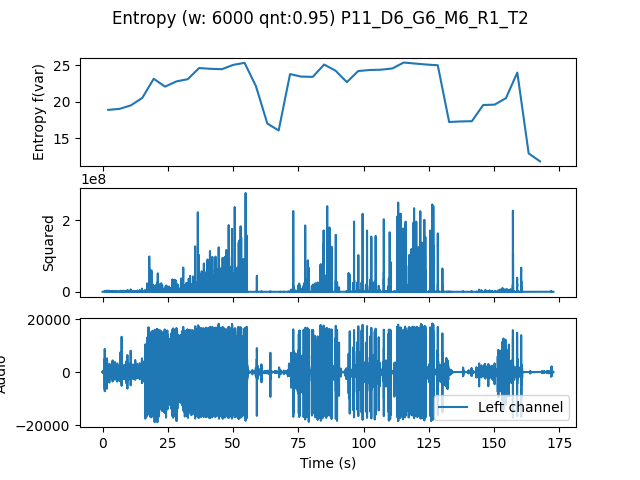 Entropy (w: 6000 qnt:0.95) P11_D6_G6_M6_R1_T2
Entropy f(var)
25
20
15
1e8
Squared
2
0
Audio
20000
0
−20000
Left channel
0 25 50 75 100 125 150 175
Time (s)